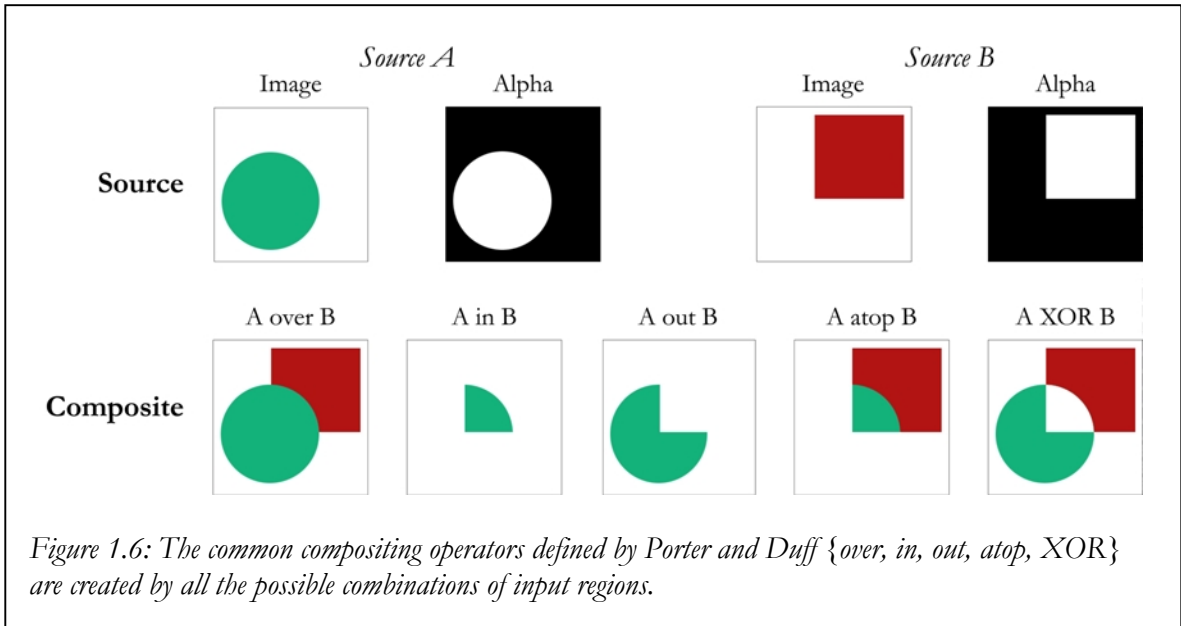 Source A
Source B
Image
Alpha
Image
Alpha
Source
A over B
A in B
A out B
A atop B
A XOR B
Composite
Figure 1.6: The common compositing operators defined by Porter and Duff {over, in, out, atop, XOR}
are created by all the possible combinations of input regions.